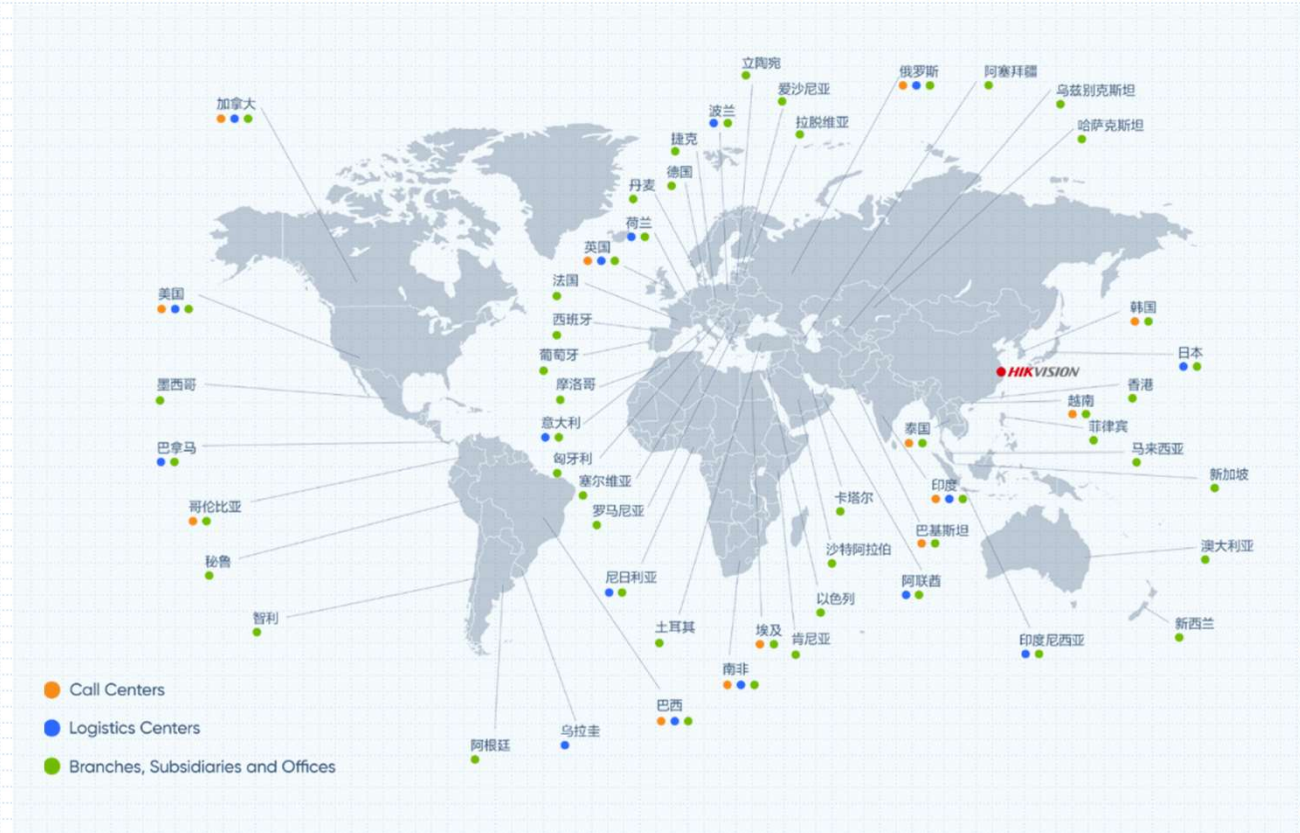 立陶宛
俄罗斯
阿塞拜疆
爱沙尼亚
乌兹别克斯坦
加拿大
波兰
拉脱维亚
哈萨克斯坦
捷克
德国
丹麦
荷兰
英国
法国
美国
韩国
西班牙
日本
葡萄牙
HIKVISION
墨西哥
摩洛哥
香港
越南
意大利
泰国
菲律宾
巴拿马
马来西亚
匈牙利
新加坡
塞尔维亚
印度
卡塔尔
哥伦比亚
罗马尼亚
巴基斯坦
沙特阿拉伯
澳大利亚
秘鲁
尼日利亚
阿联酋
以色列
智利
土耳其
埃及
肯尼亚
新西兰
印度尼西亚
南非
Call Centers
巴西
Logistics Centers
乌拉圭
阿根廷
Branches, Subsidiaries and Offices